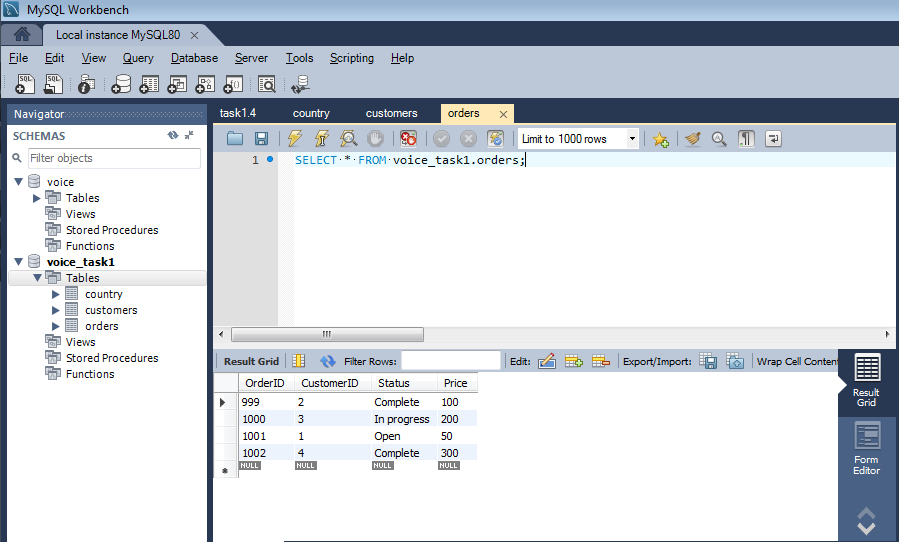 MySQL Workbench
Local instance MySQL80
File Edit View Query Database Server Tools Scripting Help
SQL SQL
Navigator
SCHEMAS
Filter objects
voice
Tables
Views
Stored Procedures
Functions
voice_task1
Tables
country
customers
orders
Views
Stored Procedures
Functions
task1.4 country customers orders
Limit to 1000 rows
1 SELECT * FROM voice_task1.orders;
Result Grid Filter Rows: Edit: Export/Import: Wrap Cell Conten
OrderID CustomerID Status Price
999 2 Complete 100
1000 3 In progress 200
1001 1 Open 50
1002 4 Complete 300
NULL NULL NULL NULL
Result
Grid
Form
Editor